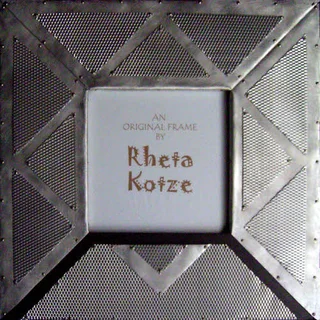 AN
ORIGINAL FRAME
BY
Rheta
Kotze